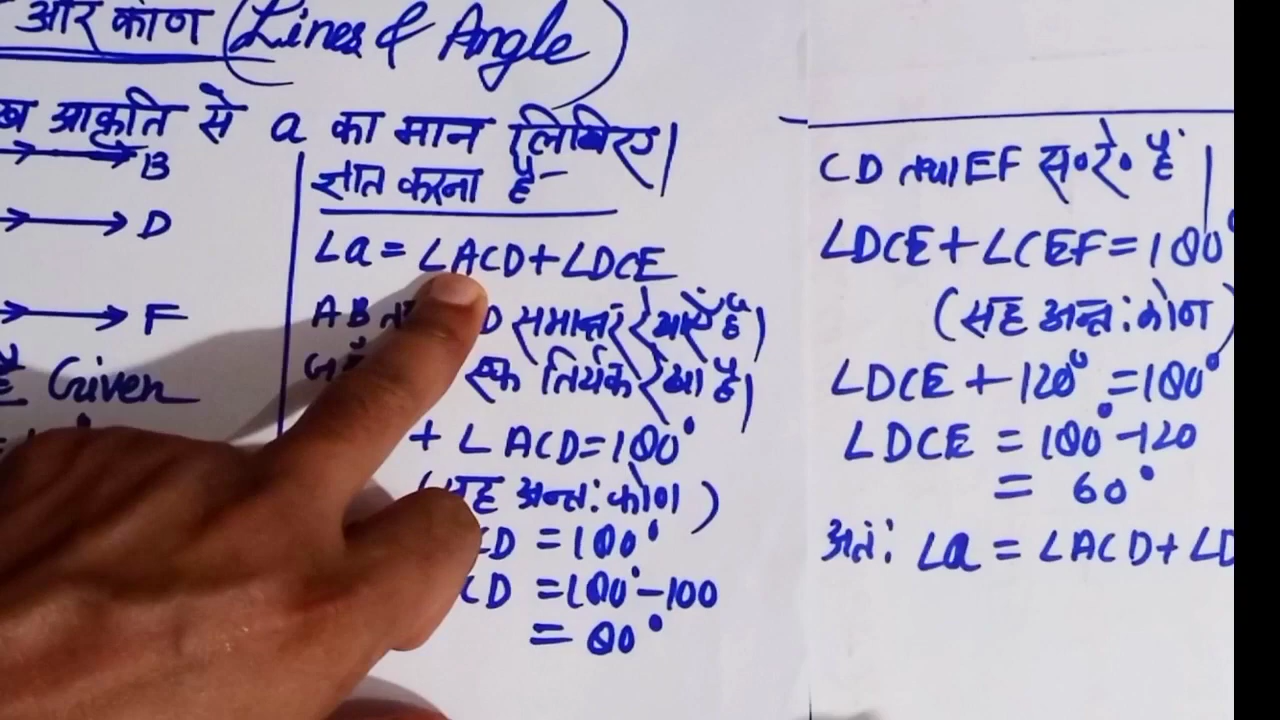 और कोण (Lines & Angle)
आकृति से a का मान लिखिए।
B
D
F
Given
ज्ञात करना है-
∠a = ∠ACD + ∠DCE
AB
समान्तर रेखायें है।
एक तिर्यक रेखा है।
+ ∠ACD = 180°
अन्त: कोण)
CD = 180°
CD = 180° - 100
= 80°
CD तथा EF स०रे० है।
∠DCE + ∠CEF = 180°
(सह अन्त: कोण)
∠DCE + 120° = 180°
∠DCE = 180° - 120
= 60°
अत: ∠a = ∠ACD + ∠D